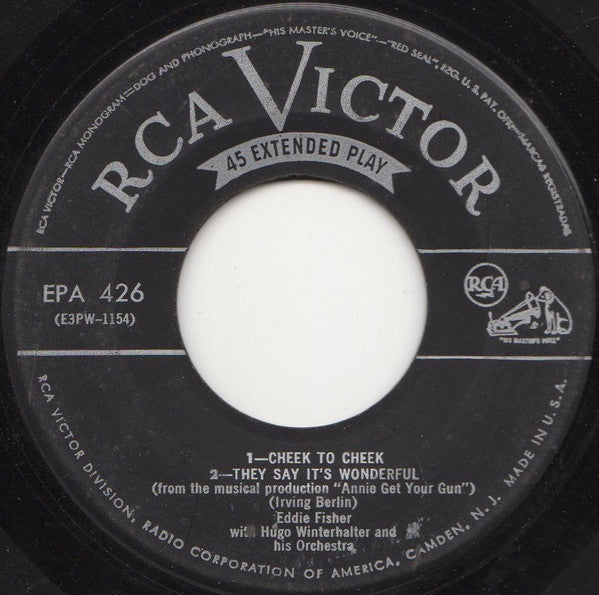 RCA VICTOR—RCA MONOGRAM—DOG AND PHONOGRAPH—"HIS MASTER'S VOICE"—"RED SEAL", REG. U. S. PAT. OFF.—MARCAS REGISTRADAS
RCA VICTOR
45 EXTENDED PLAY
EPA 426
(E3PW-1154)
RCA
"HIS MASTER'S VOICE"
1—CHEEK TO CHEEK
2—THEY SAY IT'S WONDERFUL
(from the musical production "Annie Get Your Gun")
(Irving Berlin)
Eddie Fisher
with Hugo Winterhalter and
his Orchestra
RCA VICTOR DIVISION, RADIO CORPORATION OF AMERICA, CAMDEN, N. J. MADE IN U. S. A.